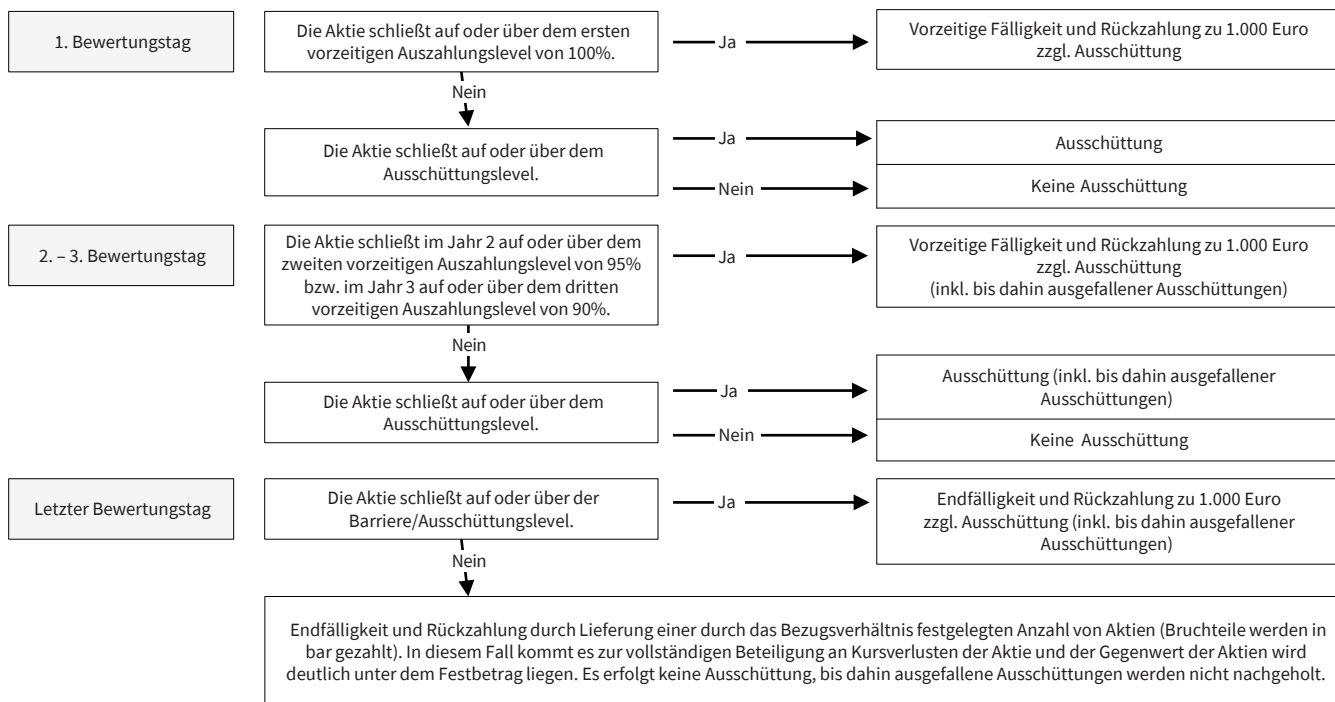 1. Bewertungstag
Die Aktie schließt auf oder über dem ersten
vorzeitigen Auszahlungslevel von 100%.
Ja
Vorzeitige Fälligkeit und Rückzahlung zu 1.000 Euro
zzgl. Ausschüttung
Nein
Die Aktie schließt auf oder über dem
Ausschüttungslevel.
Ja
Ausschüttung
Nein
Keine Ausschüttung
2. – 3. Bewertungstag
Die Aktie schließt im Jahr 2 auf oder über dem
zweiten vorzeitigen Auszahlungslevel von 95%
bzw. im Jahr 3 auf oder über dem dritten
vorzeitigen Auszahlungslevel von 90%.
Ja
Vorzeitige Fälligkeit und Rückzahlung zu 1.000 Euro
zzgl. Ausschüttung
(inkl. bis dahin ausgefallener Ausschüttungen)
Nein
Die Aktie schließt auf oder über dem
Ausschüttungslevel.
Ja
Ausschüttung (inkl. bis dahin ausgefallener
Ausschüttungen)
Nein
Keine Ausschüttung
Letzter Bewertungstag
Die Aktie schließt auf oder über der
Barriere/Ausschüttungslevel.
Ja
Endfälligkeit und Rückzahlung zu 1.000 Euro
zzgl. Ausschüttung (inkl. bis dahin ausgefallener
Ausschüttungen)
Nein
Endfälligkeit und Rückzahlung durch Lieferung einer durch das Bezugsverhältnis festgelegten Anzahl von Aktien (Bruchteile werden in
bar gezahlt). In diesem Fall kommt es zur vollständigen Beteiligung an Kursverlusten der Aktie und der Gegenwert der Aktien wird
deutlich unter dem Festbetrag liegen. Es erfolgt keine Ausschüttung, bis dahin ausgefallene Ausschüttungen werden nicht nachgeholt.